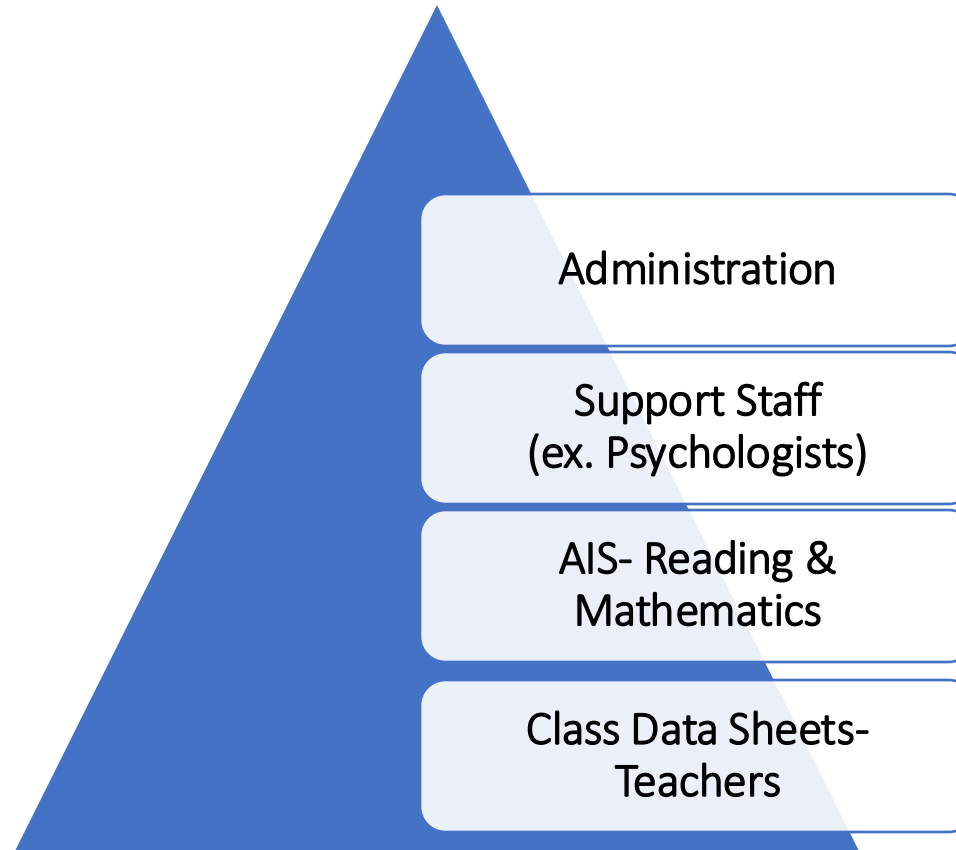 Administration
Support Staff
(ex. Psychologists)
AIS- Reading &
Mathematics
Class Data Sheets-
Teachers